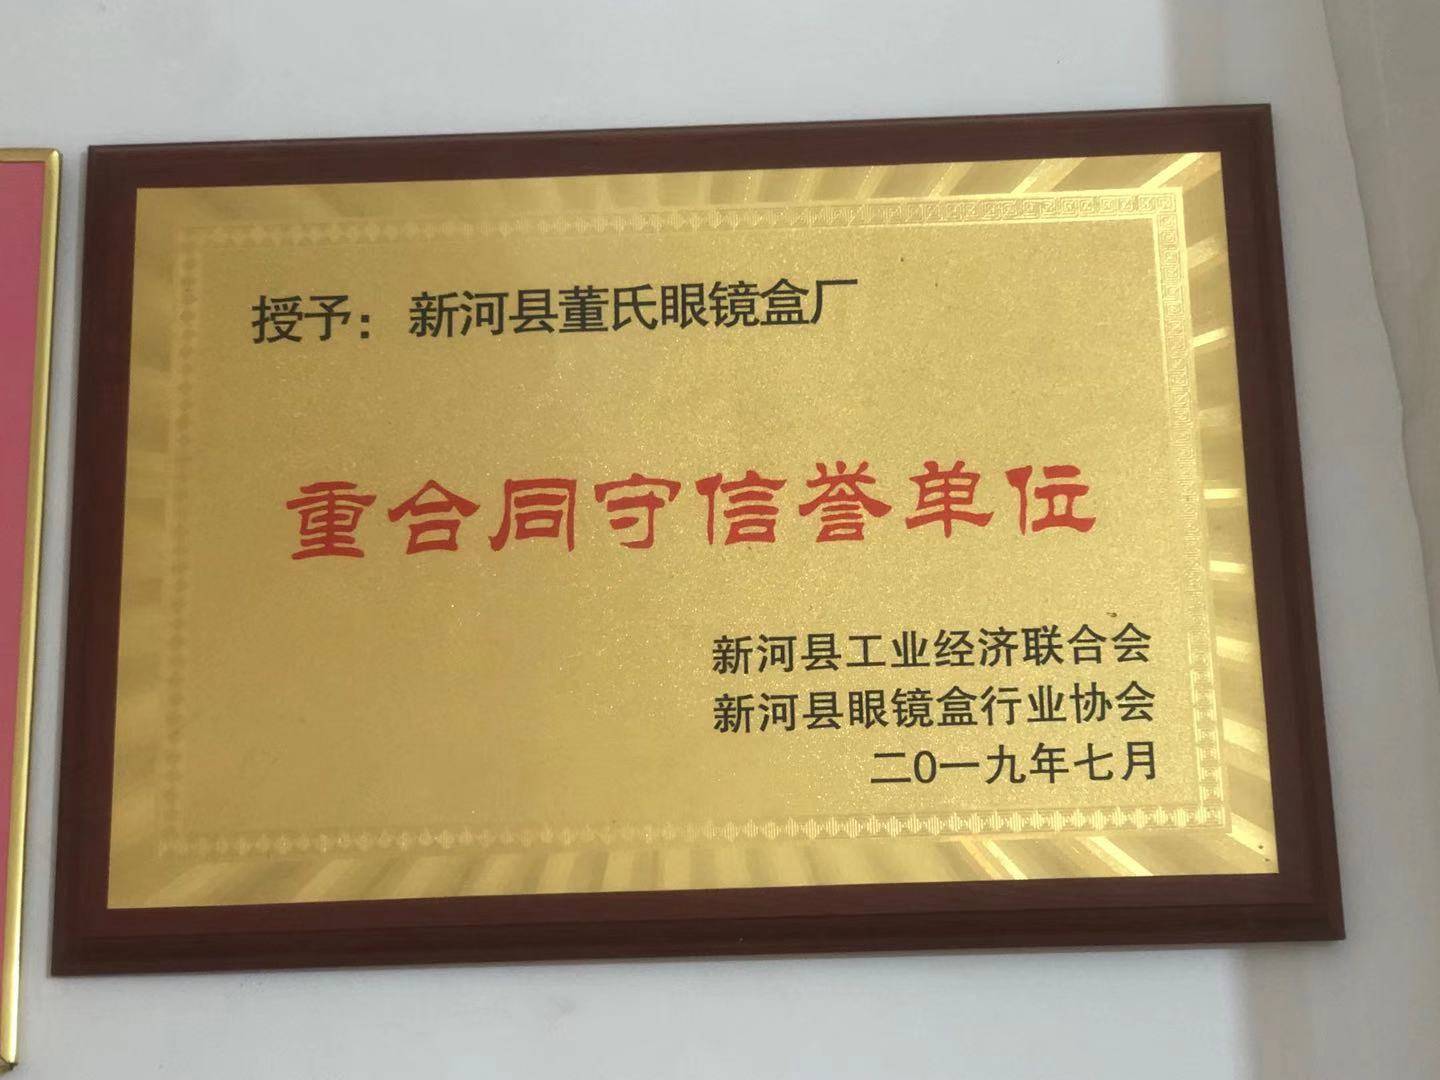 授予：新河县董氏眼镜盒厂
重合同守信誉单位
新河县工业经济联合会
新河县眼镜盒行业协会
二0一九年七月